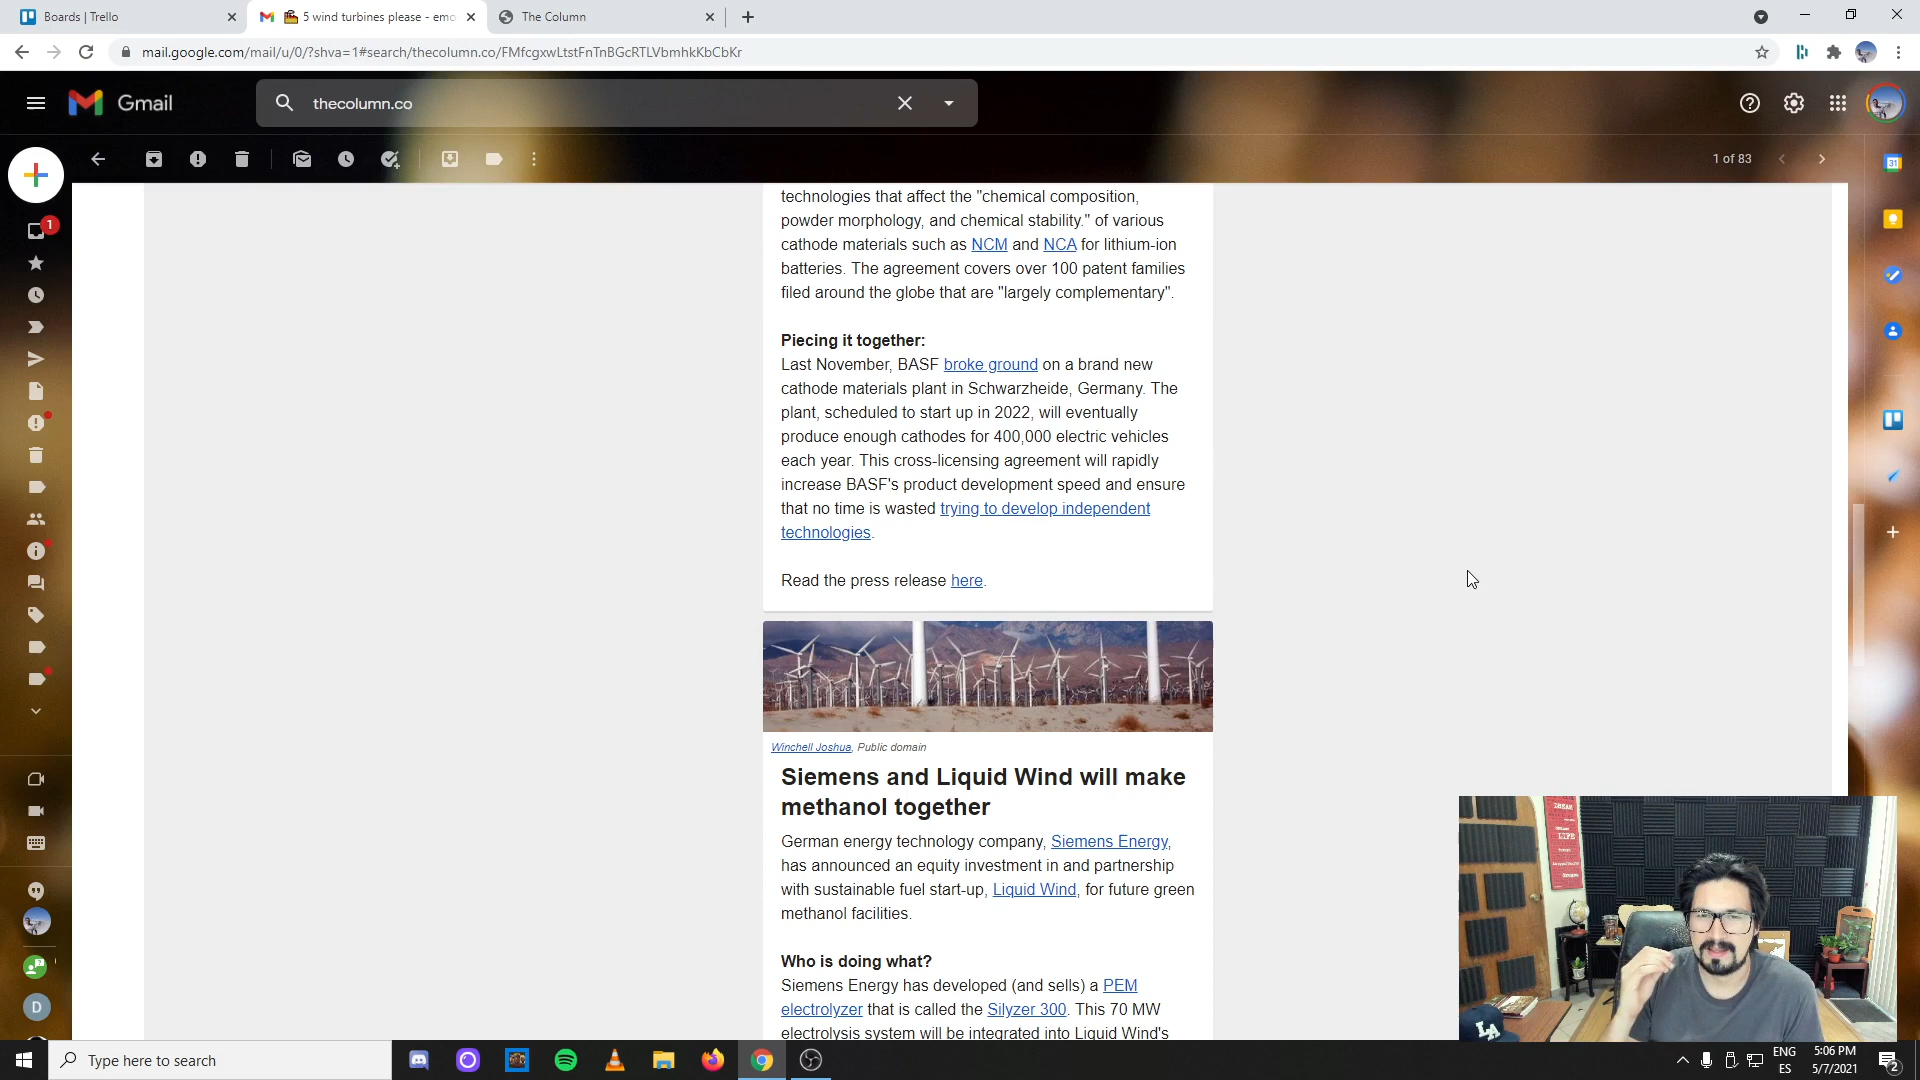 Boards | Trello
5 wind turbines please - emo
The Column
mail.google.com/mail/u/0/?shva=1#search/thecolumn.co/FMfcgxwLtstFnTnBGcRTLVbmhkKbCbKr
Gmail
thecolumn.co
1 of 83
31
1
technologies that affect the "chemical composition,
powder morphology, and chemical stability." of various
cathode materials such as NCM and NCA for lithium-ion
batteries. The agreement covers over 100 patent families
filed around the globe that are "largely complementary".
Piecing it together:
Last November, BASF broke ground on a brand new
cathode materials plant in Schwarzheide, Germany. The
plant, scheduled to start up in 2022, will eventually
produce enough cathodes for 400,000 electric vehicles
each year. This cross-licensing agreement will rapidly
increase BASF's product development speed and ensure
that no time is wasted trying to develop independent
technologies.
Read the press release here.
Winchell Joshua, Public domain
Siemens and Liquid Wind will make
methanol together
German energy technology company, Siemens Energy,
has announced an equity investment in and partnership
with sustainable fuel start-up, Liquid Wind, for future green
methanol facilities.
Who is doing what?
Siemens Energy has developed (and sells) a PEM
electrolyzer that is called the Silyzer 300. This 70 MW
electrolysis system will be integrated into Liquid Wind's
D
DREAM
LIFE
LA
Type here to search
ENG
ES
5:06 PM
5/7/2021
2